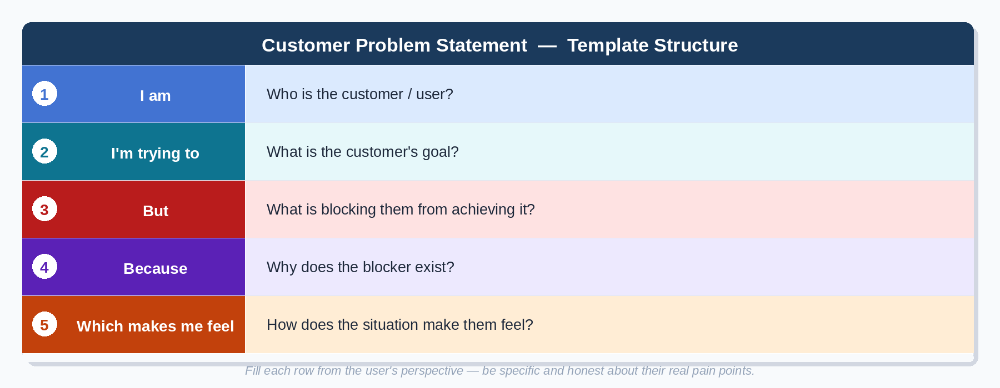 Customer Problem Statement — Template Structure
1 I am Who is the customer / user?
2 I'm trying to What is the customer's goal?
3 But What is blocking them from achieving it?
4 Because Why does the blocker exist?
5 Which makes me feel How does the situation make them feel?
Fill each row from the user's perspective — be specific and honest about their real pain points.